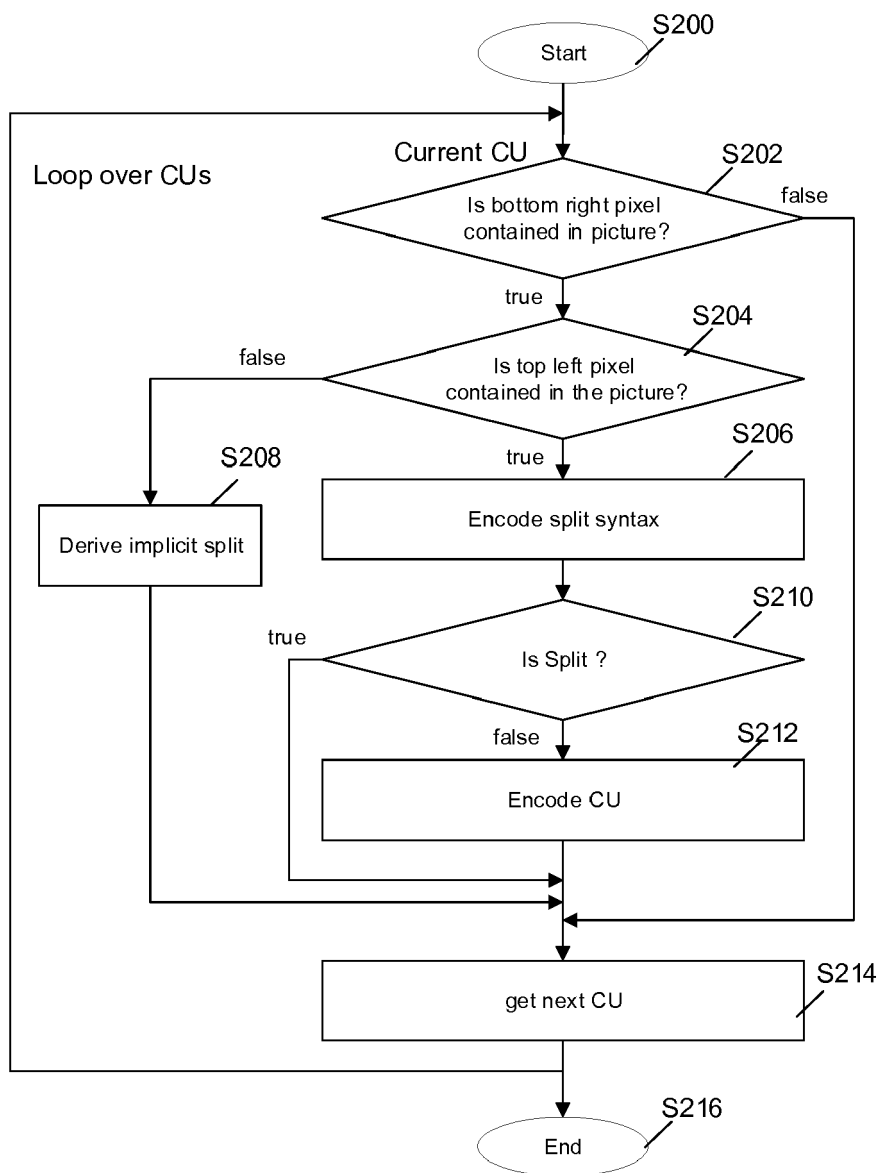 S200
Start
Loop over CUs
Current CU
S202
false
Is bottom right pixel
contained in picture?
true
S204
false
Is top left pixel
contained in the picture?
true
S206
S208
Encode split syntax
Derive implicit split
S210
true
Is Split ?
false
S212
Encode CU
S214
get next CU
S216
End